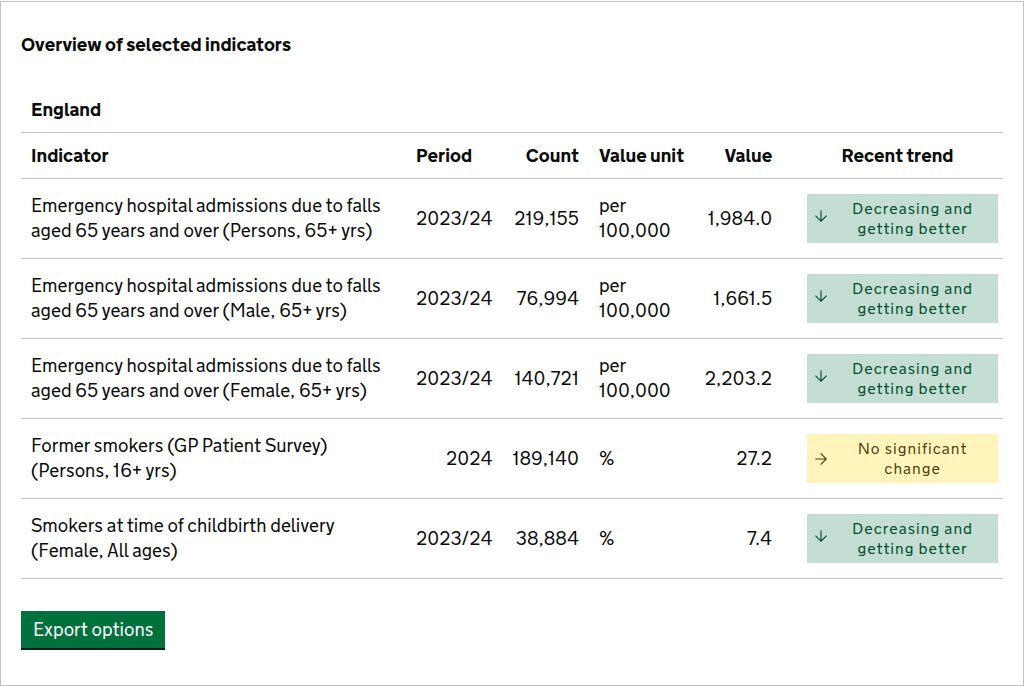 Overview of selected indicators
England
Indicator Period Count Value unit Value Recent trend
Emergency hospital admissions due to falls
aged 65 years and over (Persons, 65+ yrs) 2023/24 219,155 per 100,000 1,984.0 Decreasing and getting better
Emergency hospital admissions due to falls
aged 65 years and over (Male, 65+ yrs) 2023/24 76,994 per 100,000 1,661.5 Decreasing and getting better
Emergency hospital admissions due to falls
aged 65 years and over (Female, 65+ yrs) 2023/24 140,721 per 100,000 2,203.2 Decreasing and getting better
Former smokers (GP Patient Survey)
(Persons, 16+ yrs) 2024 189,140 % 27.2 No significant change
Smokers at time of childbirth delivery
(Female, All ages) 2023/24 38,884 % 7.4 Decreasing and getting better
Export options